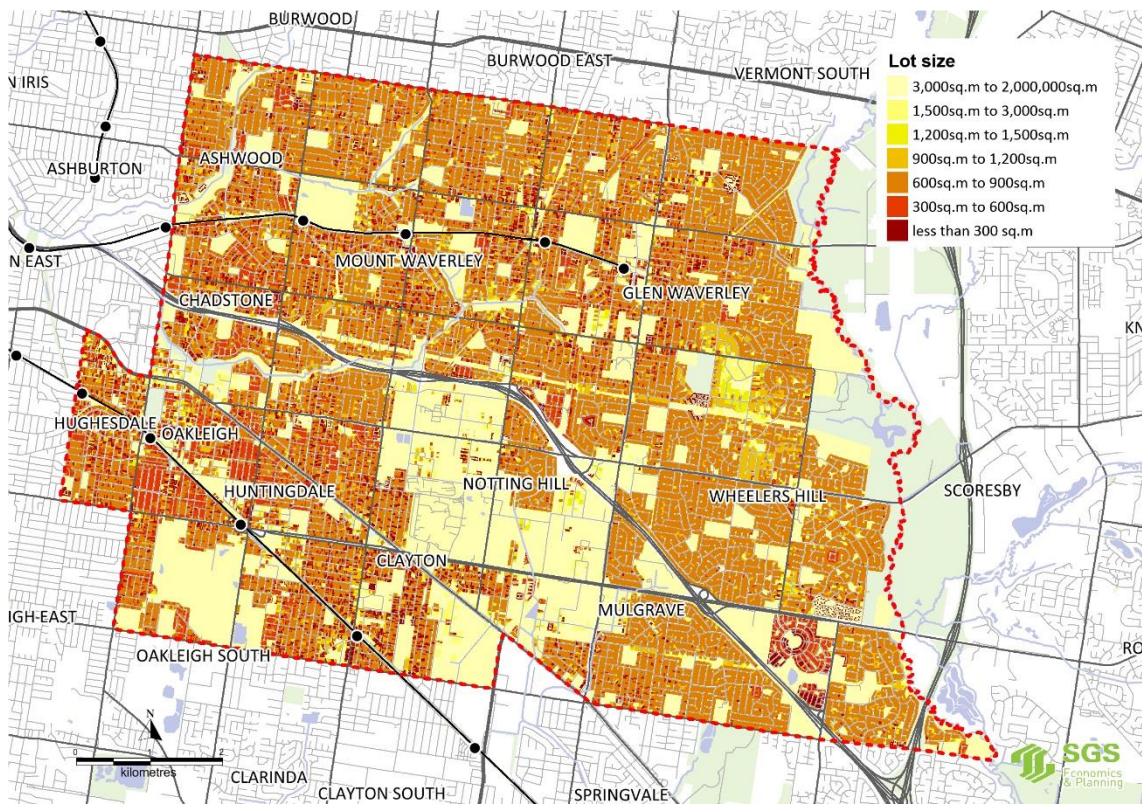 BURWOOD
BURWOOD EAST
VERMONT SOUTH
Lot size
3,000sq.m to 2,000,000sq.m
1,500sq.m to 3,000sq.m
1,200sq.m to 1,500sq.m
900sq.m to 1,200sq.m
600sq.m to 900sq.m
300sq.m to 600sq.m
less than 300 sq.m
N IRIS
ASHBURTON
ASHWOOD
N EAST
MOUNT WAVERLEY
GLEN WAVERLEY
CHADSTONE
KN
HUGHESDALE
OAKLEIGH
HUNTINGDALE
NOTTING HILL
WHEELERS HILL
SCORESBY
CLAYTON
MULGRAVE
IGH-EAST
OAKLEIGH SOUTH
RO
N
0 1 2
kilometres
CLARINDA
CLAYTON SOUTH
SPRINGVALE
SGS
Economics
& Planning